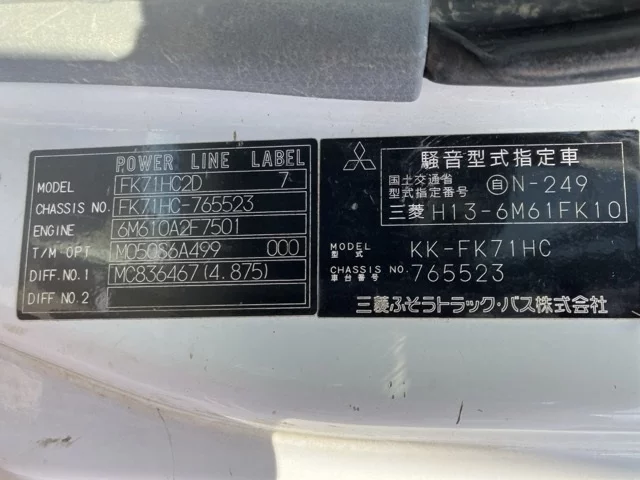 POWER LINE LABEL
MODEL FK71HC2D 7
CHASSIS NO. FK71HC-765523
ENGINE 6M610A2F7501
T/M OPT M050S6A499 000
DIFF. NO.1 MC836467(4.875)
DIFF. NO.2
騒音型式指定車
国土交通省
指定型式番号 自 N-249
三菱 H13-6M61FK10
MODEL KK-FK71HC
型式
CHASSIS NO. 765523
車台番号
三菱ふそうトラック・バス株式会社